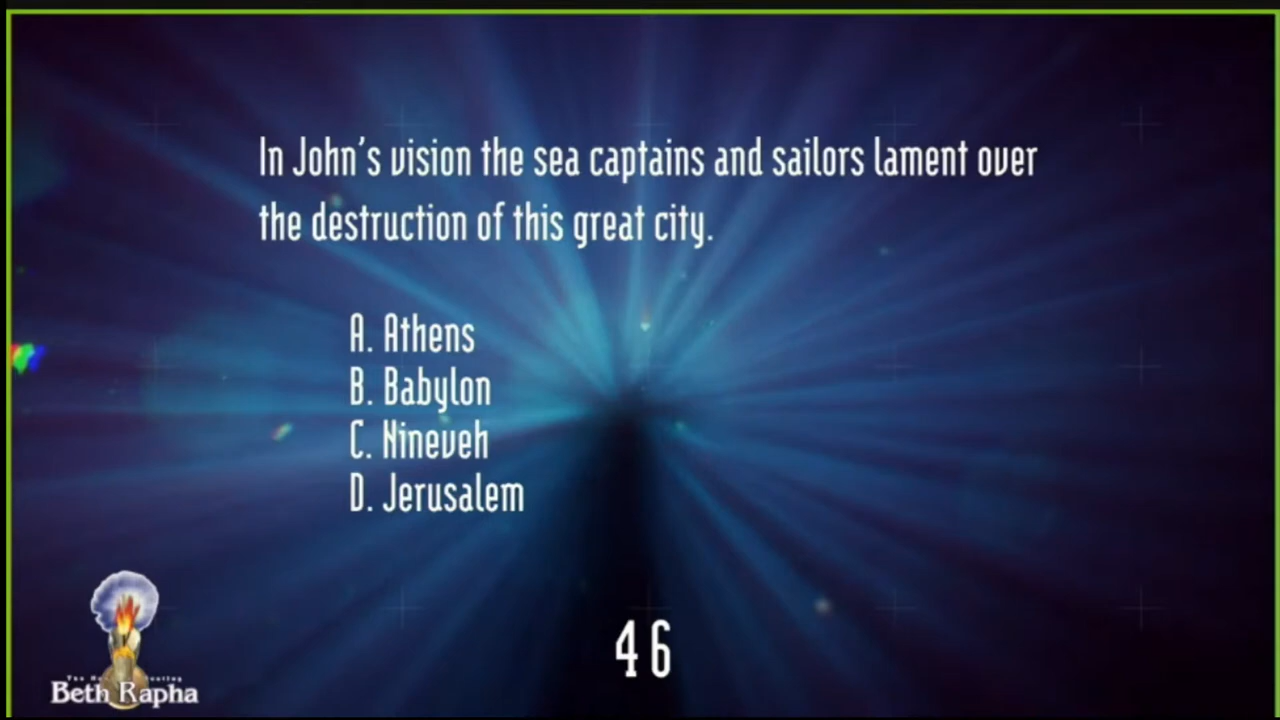 In John's vision the sea captains and sailors lament over
the destruction of this great city.
A. Athens
B. Babylon
C. Nineveh
D. Jerusalem
46
Beth Rapha